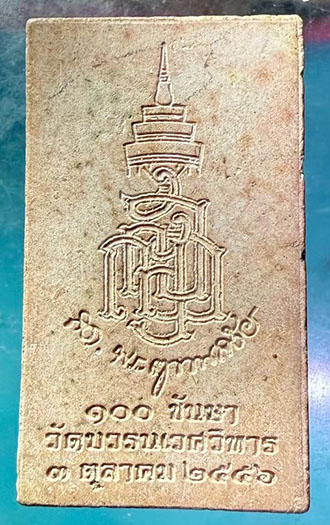 ๑๐๐ ชันษา
วัดบวรนิเวศวิหาร
๓ ตุลาคม ๒๕๕๖